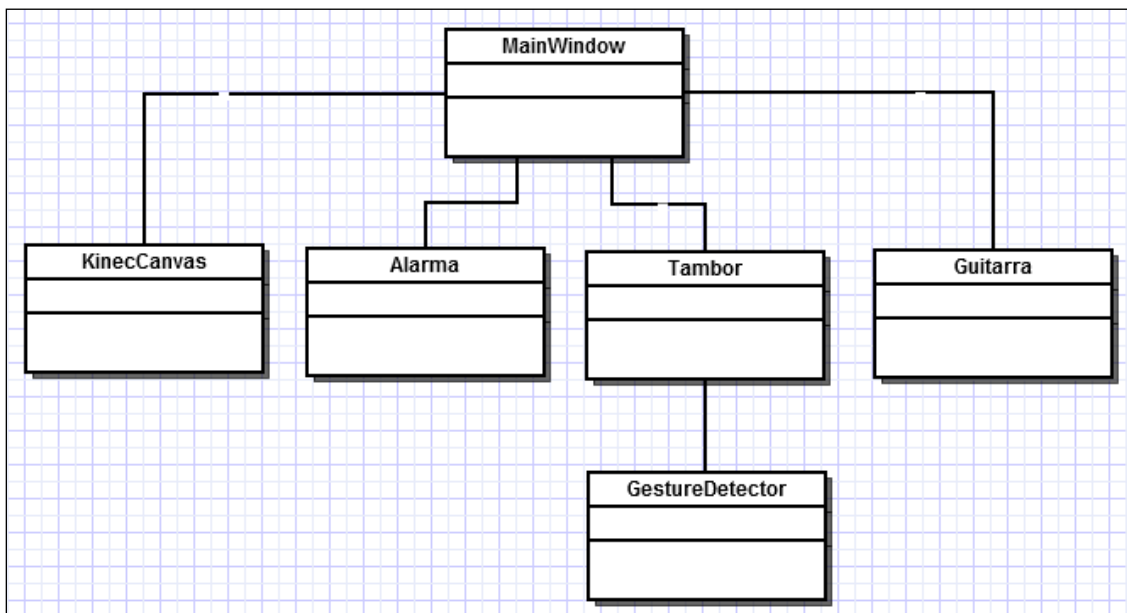 MainWindow
KinecCanvas
Alarma
Tambor
Guitarra
GestureDetector